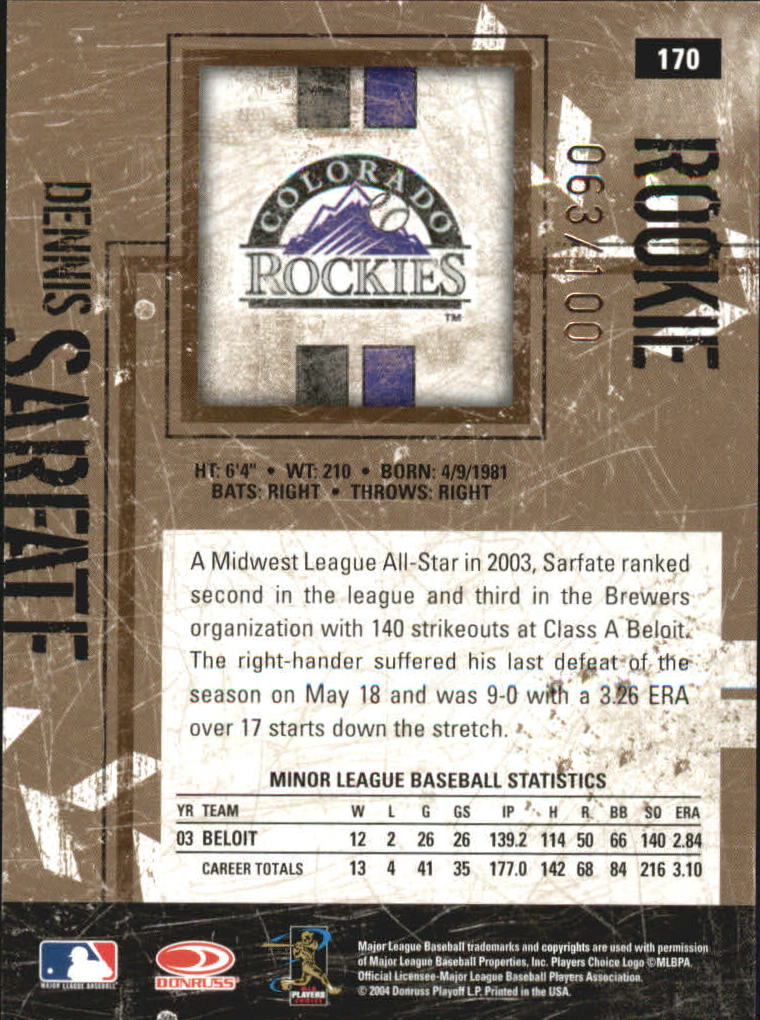 170
ROOKIE
063/100
COLORADO
ROCKIES
TM
DENNIS SARFATE
HT: 6'4" • WT: 210 • BORN: 4/9/1981
BATS: RIGHT • THROWS: RIGHT
A Midwest League All-Star in 2003, Sarfate ranked
second in the league and third in the Brewers
organization with 140 strikeouts at Class A Beloit.
The right-hander suffered his last defeat of the
season on May 18 and was 9-0 with a 3.26 ERA
over 17 starts down the stretch.
MINOR LEAGUE BASEBALL STATISTICS
YR TEAM W L G GS IP H R BB SO ERA
03 BELOIT 12 2 26 26 139.2 114 50 66 140 2.84
CAREER TOTALS 13 4 41 35 177.0 142 68 84 216 3.10
MAJOR LEAGUE BASEBALL
DONRUSS
PLAYERS
CHOICE
Major League Baseball trademarks and copyrights are used with permission
of Major League Baseball Properties, Inc. Players Choice Logo ©MLBPA.
Official Licensee-Major League Baseball Players Association.
© 2004 Donruss Playoff L.P. Printed in the USA.